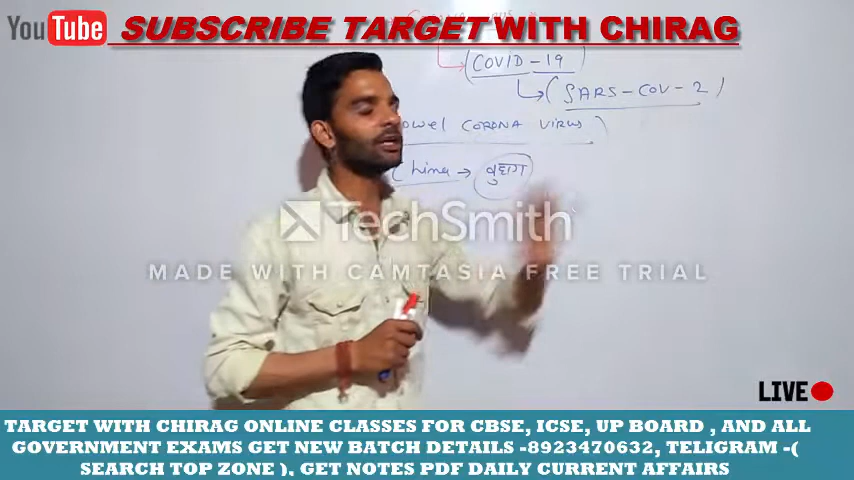 YouTube SUBSCRIBE TARGET WITH CHIRAG
COVID-19
(SARS-COV-2)
CORONA VIRUS)
China →
TechSmith
MADE WITH CAMTASIA FREE TRIAL
LIVE
TARGET WITH CHIRAG ONLINE CLASSES FOR CBSE, ICSE, UP BOARD , AND ALL
GOVERNMENT EXAMS GET NEW BATCH DETAILS -8923470632, TELIGRAM -(
SEARCH TOP ZONE ), GET NOTES PDF DAILY CURRENT AFFAIRS